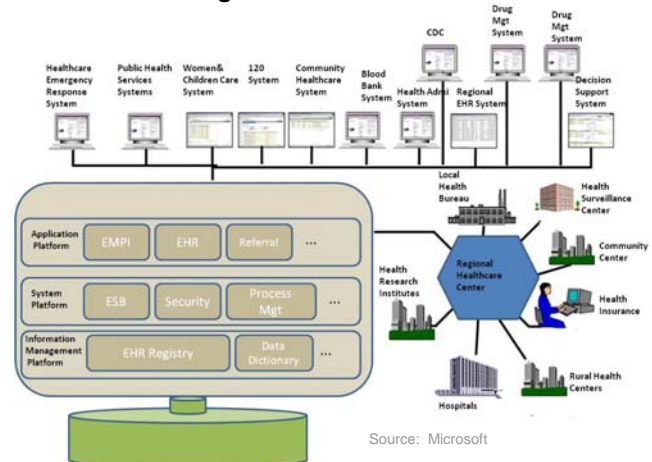 CDC
Drug
Mgt
System
Drug
Mgt
System
Healthcare
Emergency
Response
System
Public Health
Services
Systems
Women&
Children Care
System
120
System
Community
Healthcare
System
Blood
Bank
System
Health Admi
System
Regional
EHR System
Decision
Support
System
Application
Platform
EMPI
EHR
Referral
...
System
Platform
ESB
Security
Process
Mgt
...
Information
Management
Platform
EHR Registry
Data
Dictionary
...
Local
Health
Bureau
Health
Surveillance
Center
Community
Center
Regional
Healthcare
Center
Health
Research
Institutes
Health
Insurance
Rural Health
Centers
Hospitals
Source: Microsoft